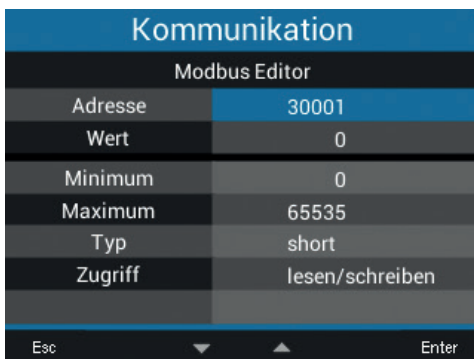 Kommunikation
Modbus Editor
Adresse 30001
Wert 0
Minimum 0
Maximum 65535
Typ short
Zugriff lesen/schreiben
Esc Enter